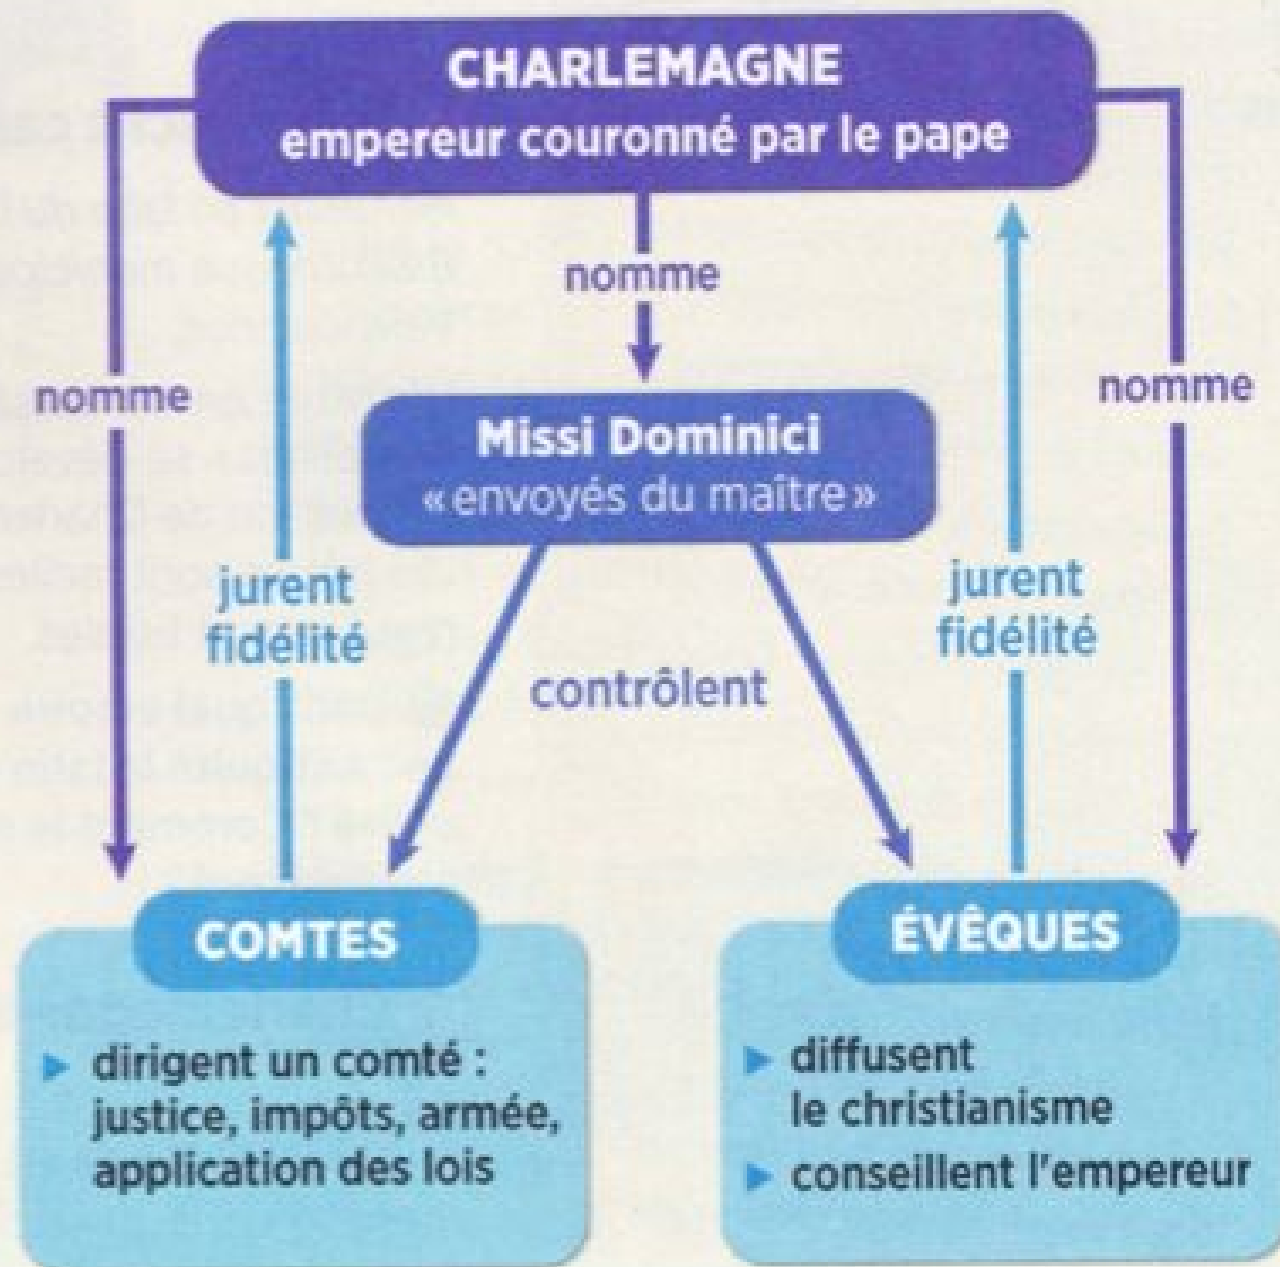 CHARLEMAGNE
empereur couronné par le pape
nomme
nomme
nomme
Missi Dominici
«envoyés du maître»
jurent
fidélité
jurent
fidélité
contrôlent
COMTES
dirigent un comté :
justice, impôts, armée,
application des lois
ÉVÊQUES
diffusent
le christianisme
conseillent l'empereur